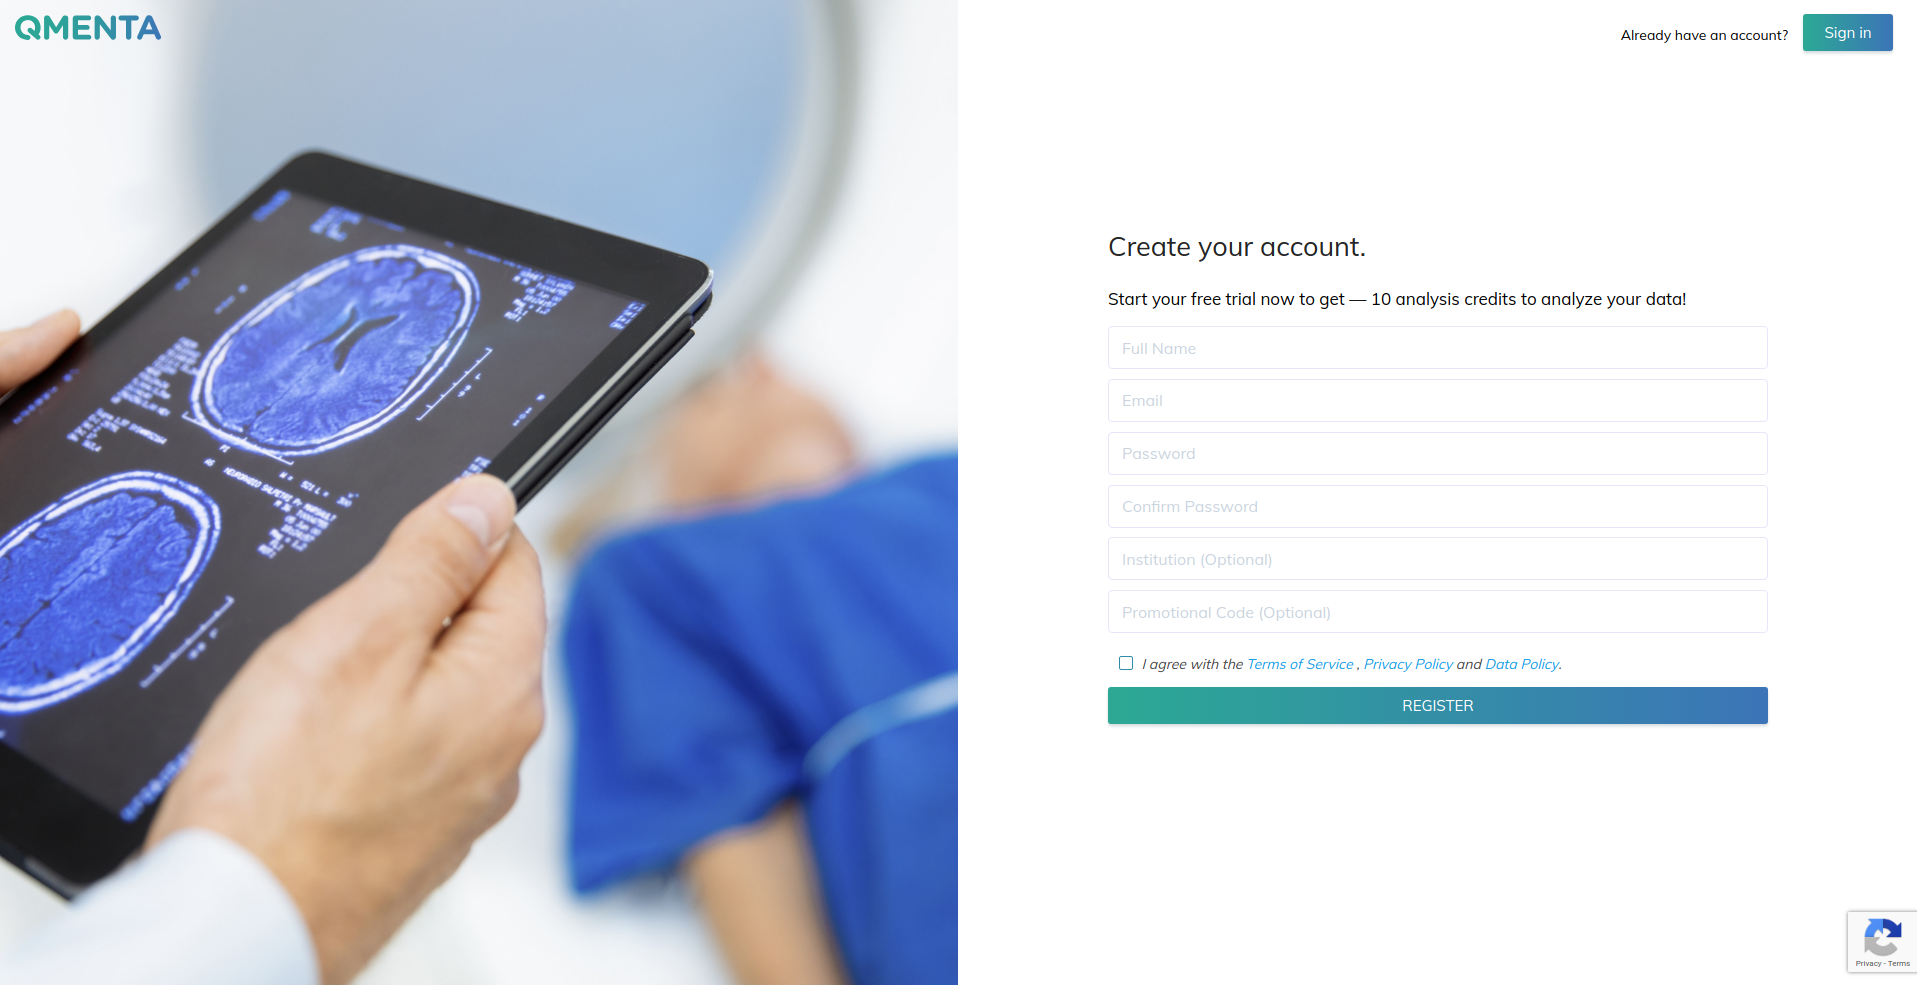 QMENTA
Already have an account?
Sign in
Create your account.
Start your free trial now to get — 10 analysis credits to analyze your data!
Full Name
Email
Password
Confirm Password
Institution (Optional)
Promotional Code (Optional)
I agree with the Terms of Service , Privacy Policy and Data Policy.
REGISTER
Privacy - Terms